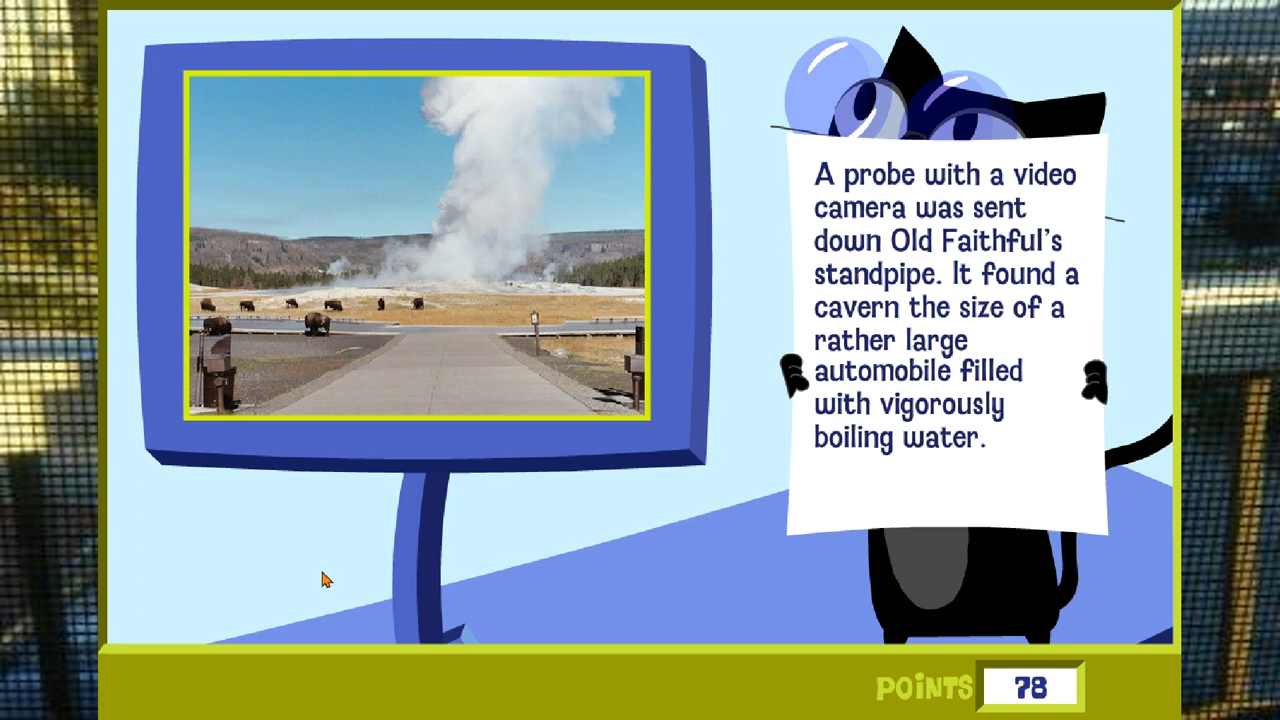 A probe with a video
camera was sent
down Old Faithful's
standpipe. It found a
cavern the size of a
rather large
automobile filled
with vigorously
boiling water.
POINTS 78